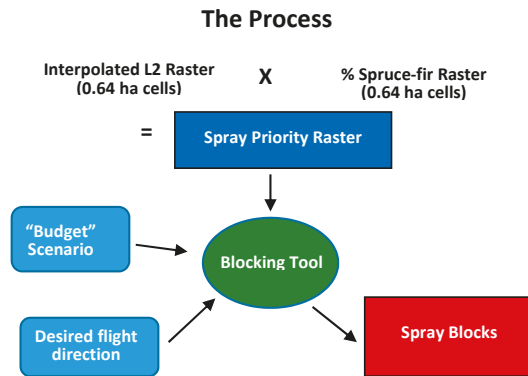 The Process
Interpolated L2 Raster
(0.64 ha cells)
X
% Spruce-fir Raster
(0.64 ha cells)
=
Spray Priority Raster
“Budget”
Scenario
Blocking Tool
Desired flight
direction
Spray Blocks